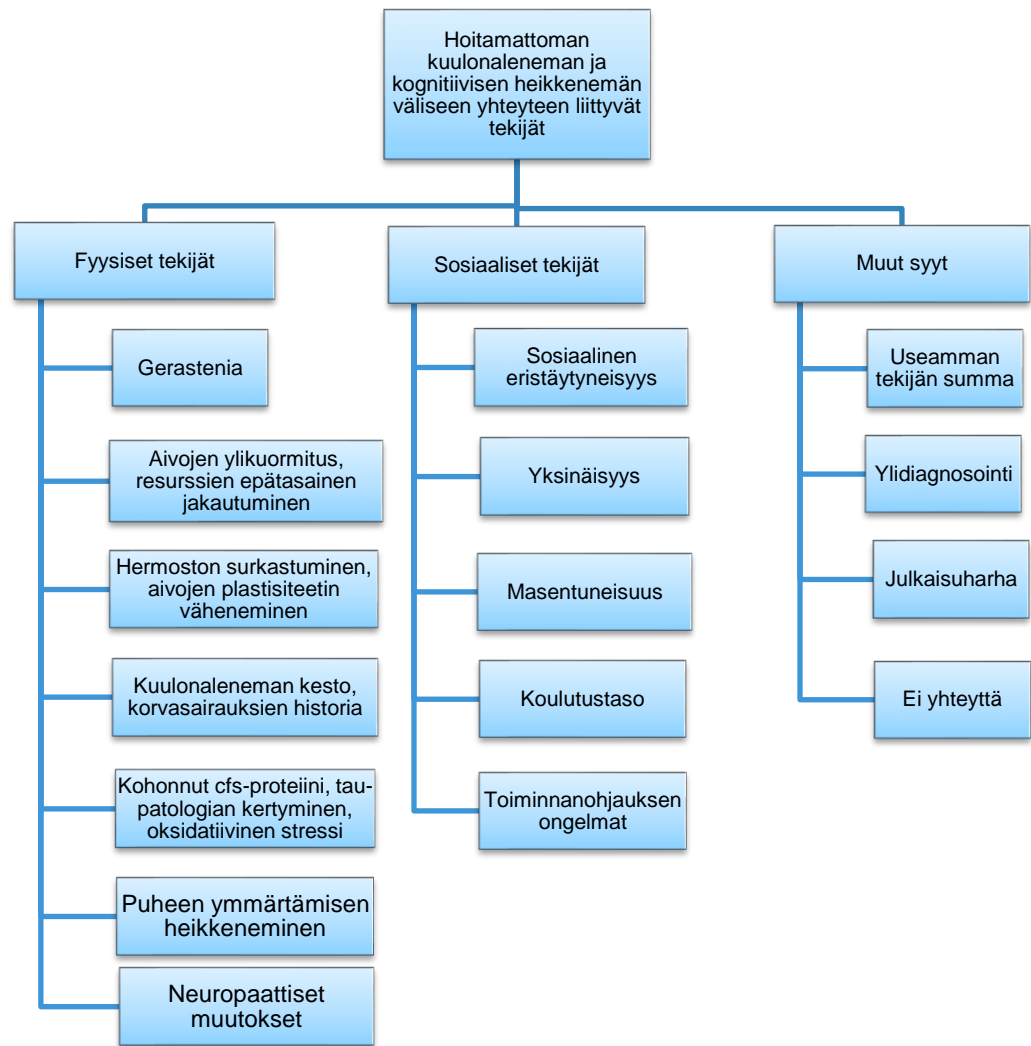 Hoitamattoman
kuulonaleneman ja
kognitiivisen heikkenemän
väliseen yhteyteen liittyvät
tekijät
Fyysiset tekijät
Gerastenia
Aivojen ylikuormitus,
resurssien epätasainen
jakautuminen
Hermoston surkastuminen,
aivojen plastisiteetin
väheneminen
Kuulonaleneman kesto,
korvasairauksien historia
Kohonnut cfs-proteiini, tau-
patologian kertyminen,
oksidatiivinen stressi
Puheen ymmärtämisen
heikkeneminen
Neuropaattiset
muutokset
Sosiaaliset tekijät
Sosiaalinen
eristäytyneisyys
Yksinäisyys
Masentuneisuus
Koulutustaso
Toiminnanohjauksen
ongelmat
Muut syyt
Useamman
tekijän summa
Ylidiagnosointi
Julkaisuharha
Ei yhteyttä